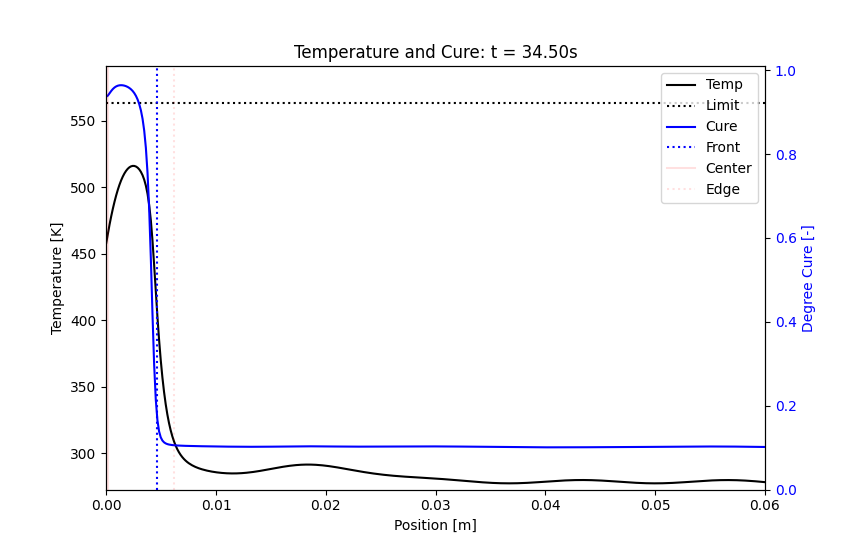 Temperature and Cure: t = 34.50s
Temp
Limit
Cure
Front
Center
Edge
Temperature [K]
550
500
450
400
350
300
Degree Cure [-]
1.0
0.8
0.6
0.4
0.2
0.0
0.00 0.01 0.02 0.03 0.04 0.05 0.06
Position [m]